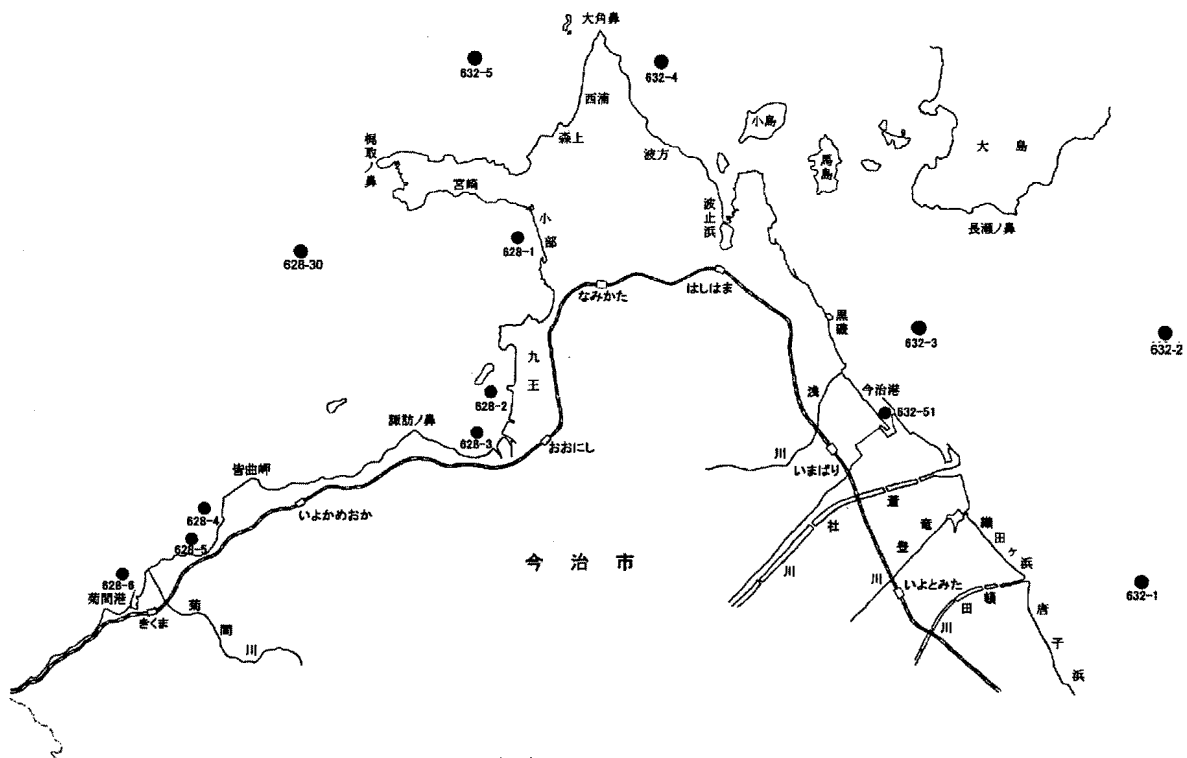 大角鼻
632-5
632-4
西浦
小島
森上
波方
馬島
大島
梶取ノ鼻
宮崎
小部
波止浜
長瀬ノ鼻
628-1
628-30
なみかた
はしはま
黒磯
632-3
632-2
九王
628-2
浅川
今治港
632-51
諏訪ノ鼻
628-3
おおにし
いまばり
皆曲岬
いよかめおか
628-4
628-5
蒼社川
竜登川
織田ヶ浜
今治市
628-6
菊間港
きくま
菊間川
いよとみた
頓田川
唐子浜
632-1